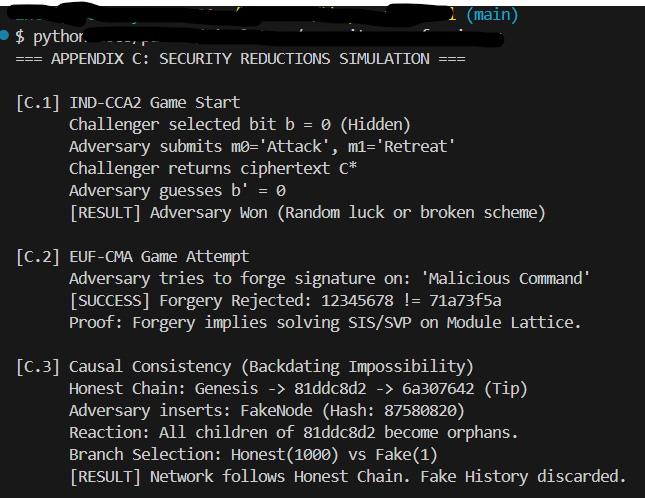 (main)
$ python
=== APPENDIX C: SECURITY REDUCTIONS SIMULATION ===
[C.1] IND-CCA2 Game Start
Challenger selected bit b = 0 (Hidden)
Adversary submits m0='Attack', m1='Retreat'
Challenger returns ciphertext C*
Adversary guesses b' = 0
[RESULT] Adversary Won (Random luck or broken scheme)
[C.2] EUF-CMA Game Attempt
Adversary tries to forge signature on: 'Malicious Command'
[SUCCESS] Forgery Rejected: 12345678 != 71a73f5a
Proof: Forgery implies solving SIS/SVP on Module Lattice.
[C.3] Causal Consistency (Backdating Impossibility)
Honest Chain: Genesis -> 81ddc8d2 -> 6a307642 (Tip)
Adversary inserts: FakeNode (Hash: 87580820)
Reaction: All children of 81ddc8d2 become orphans.
Branch Selection: Honest(1000) vs Fake(1)
[RESULT] Network follows Honest Chain. Fake History discarded.